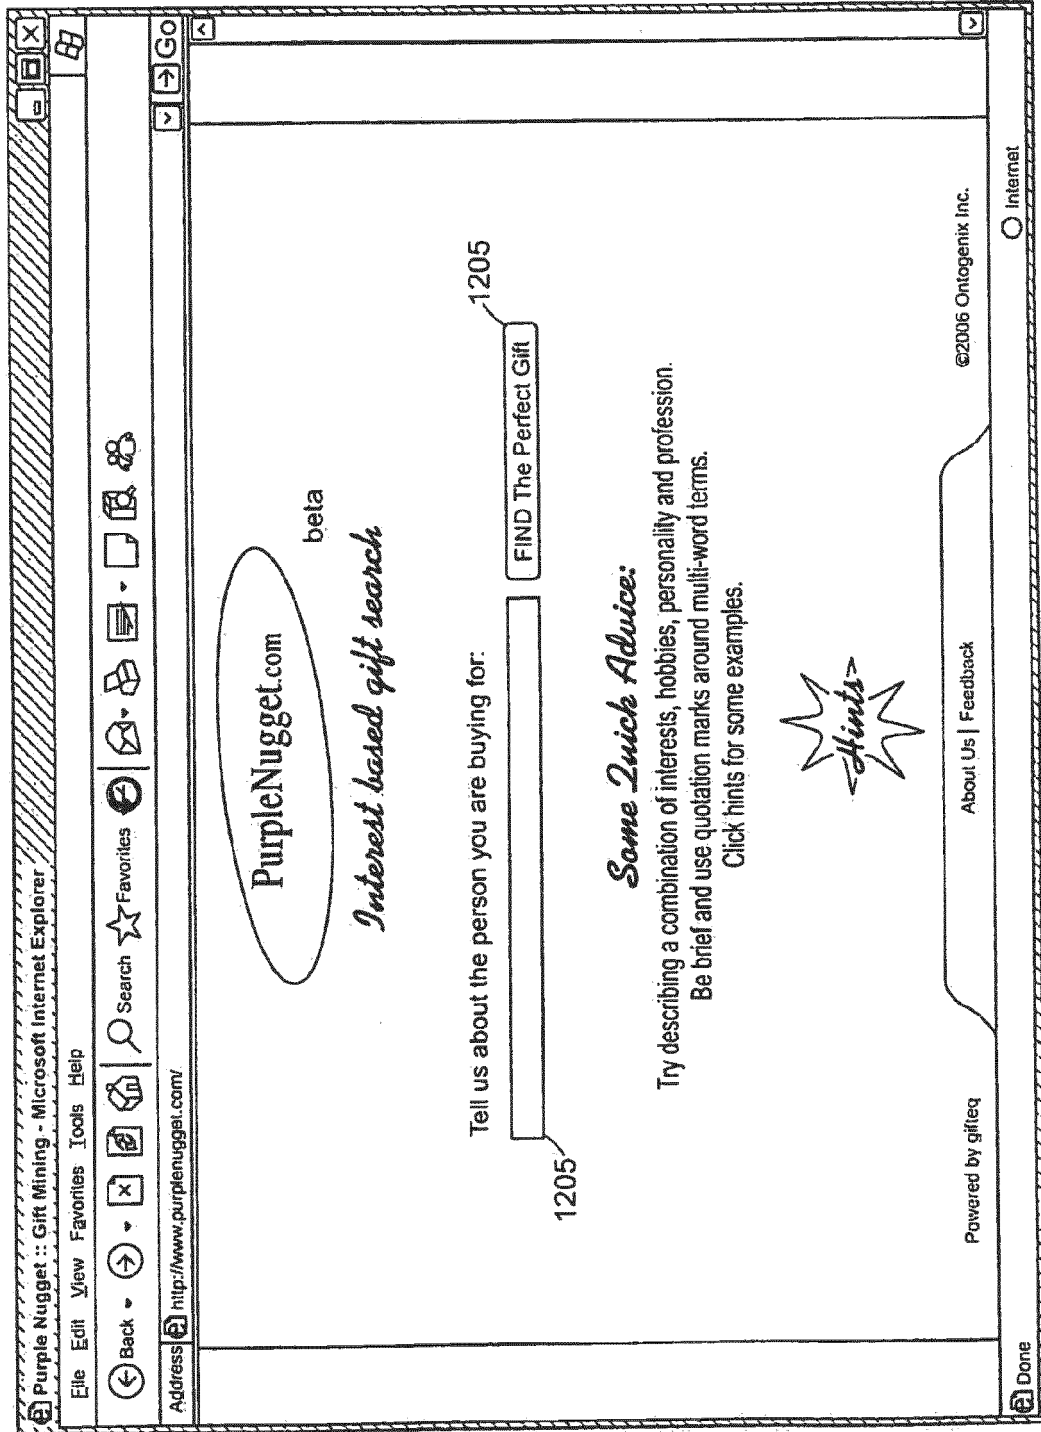 Purple Nugget :: Gift Mining - Microsoft Internet Explorer
File Edit View Favorites Tools Help
Back Search Favorites
Address http://www.purplenugget.com/ Go
PurpleNugget.com
beta
Interest based gift search
Tell us about the person you are buying for:
FIND The Perfect Gift
1205
1205
Some Quick Advice:
Try describing a combination of interests, hobbies, personality and profession.
Be brief and use quotation marks around multi-word terms.
Click hints for some examples.
<Hints>
Powered by gifteq About Us | Feedback ©2006 Ontogenix Inc.
Done Internet